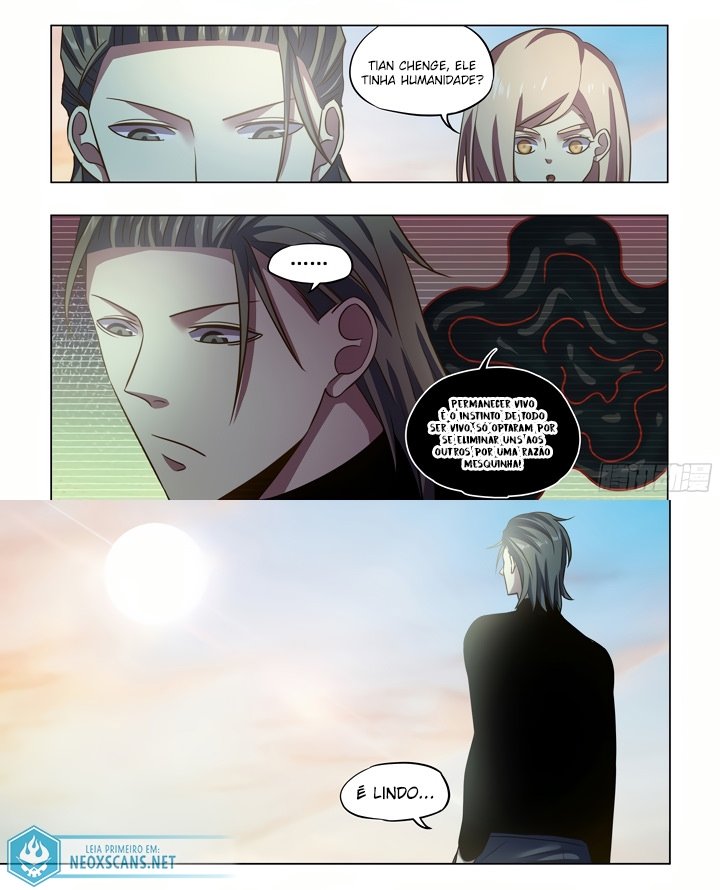 TIAN CHENGE, ELE
TINHA HUMANIDADE?
......
PERMANECER VIVO
É O INSTINTO DE TODO
SER VIVO, SÓ OPTARAM POR
SE ELIMINAR UNS AOS
OUTROS POR UMA RAZÃO
MESQUINHA!
É LINDO...
LEIA PRIMEIRO EM:
NEOXSCANS.NET